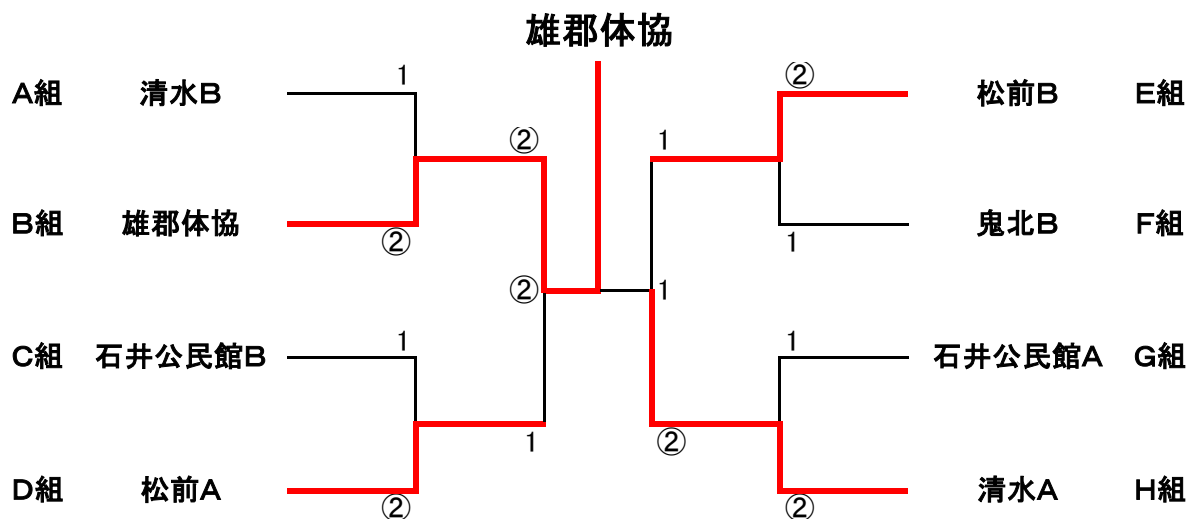 雄郡体協
1 ②
A組 清水B 松前B E組
② 1
B組 雄郡体協 鬼北B F組
② 1
② 1
1 1
C組 石井公民館B 石井公民館A G組
1 ②
D組 松前A 清水A H組
② ②